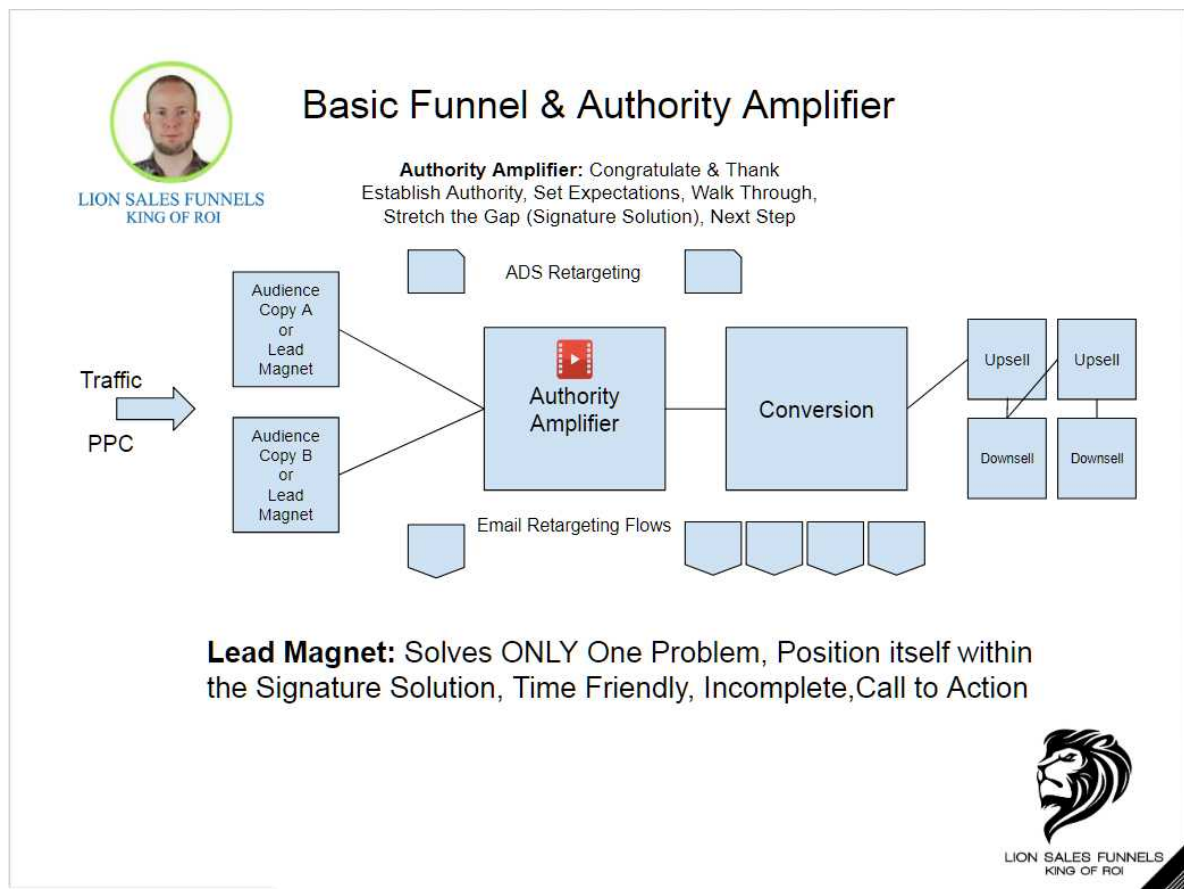 Basic Funnel & Authority Amplifier
LION SALES FUNNELS
KING OF ROI
Authority Amplifier: Congratulate & Thank
Establish Authority, Set Expectations, Walk Through,
Stretch the Gap (Signature Solution), Next Step
ADS Retargeting
Traffic
PPC
Audience
Copy A
or
Lead
Magnet
Audience
Copy B
or
Lead
Magnet
Authority
Amplifier
Conversion
Upsell
Upsell
Downsell
Downsell
Email Retargeting Flows
Lead Magnet: Solves ONLY One Problem, Position itself within
the Signature Solution, Time Friendly, Incomplete,Call to Action
LION SALES FUNNELS
KING OF ROI